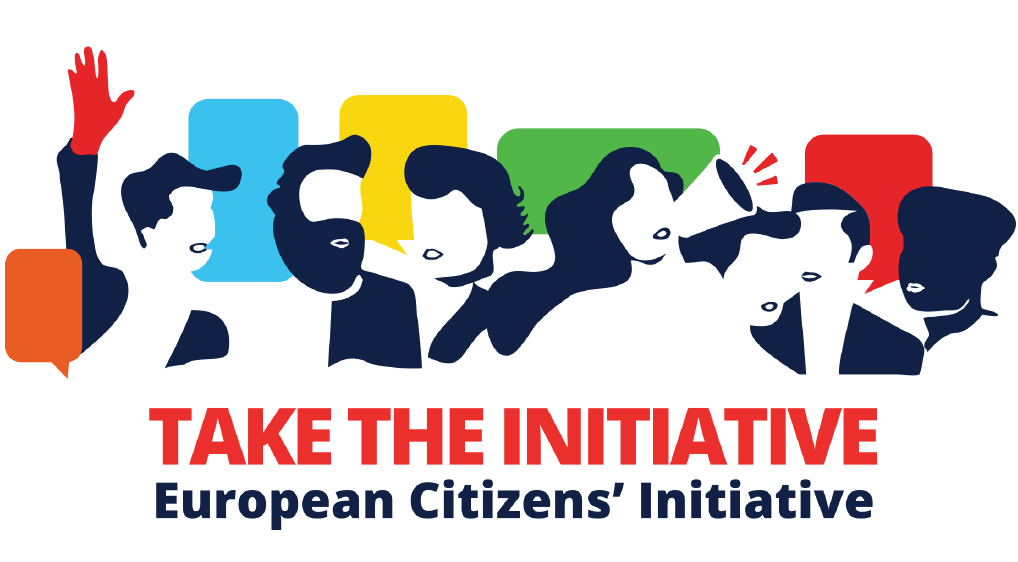 TAKE THE INITIATIVE
European Citizens’ Initiative